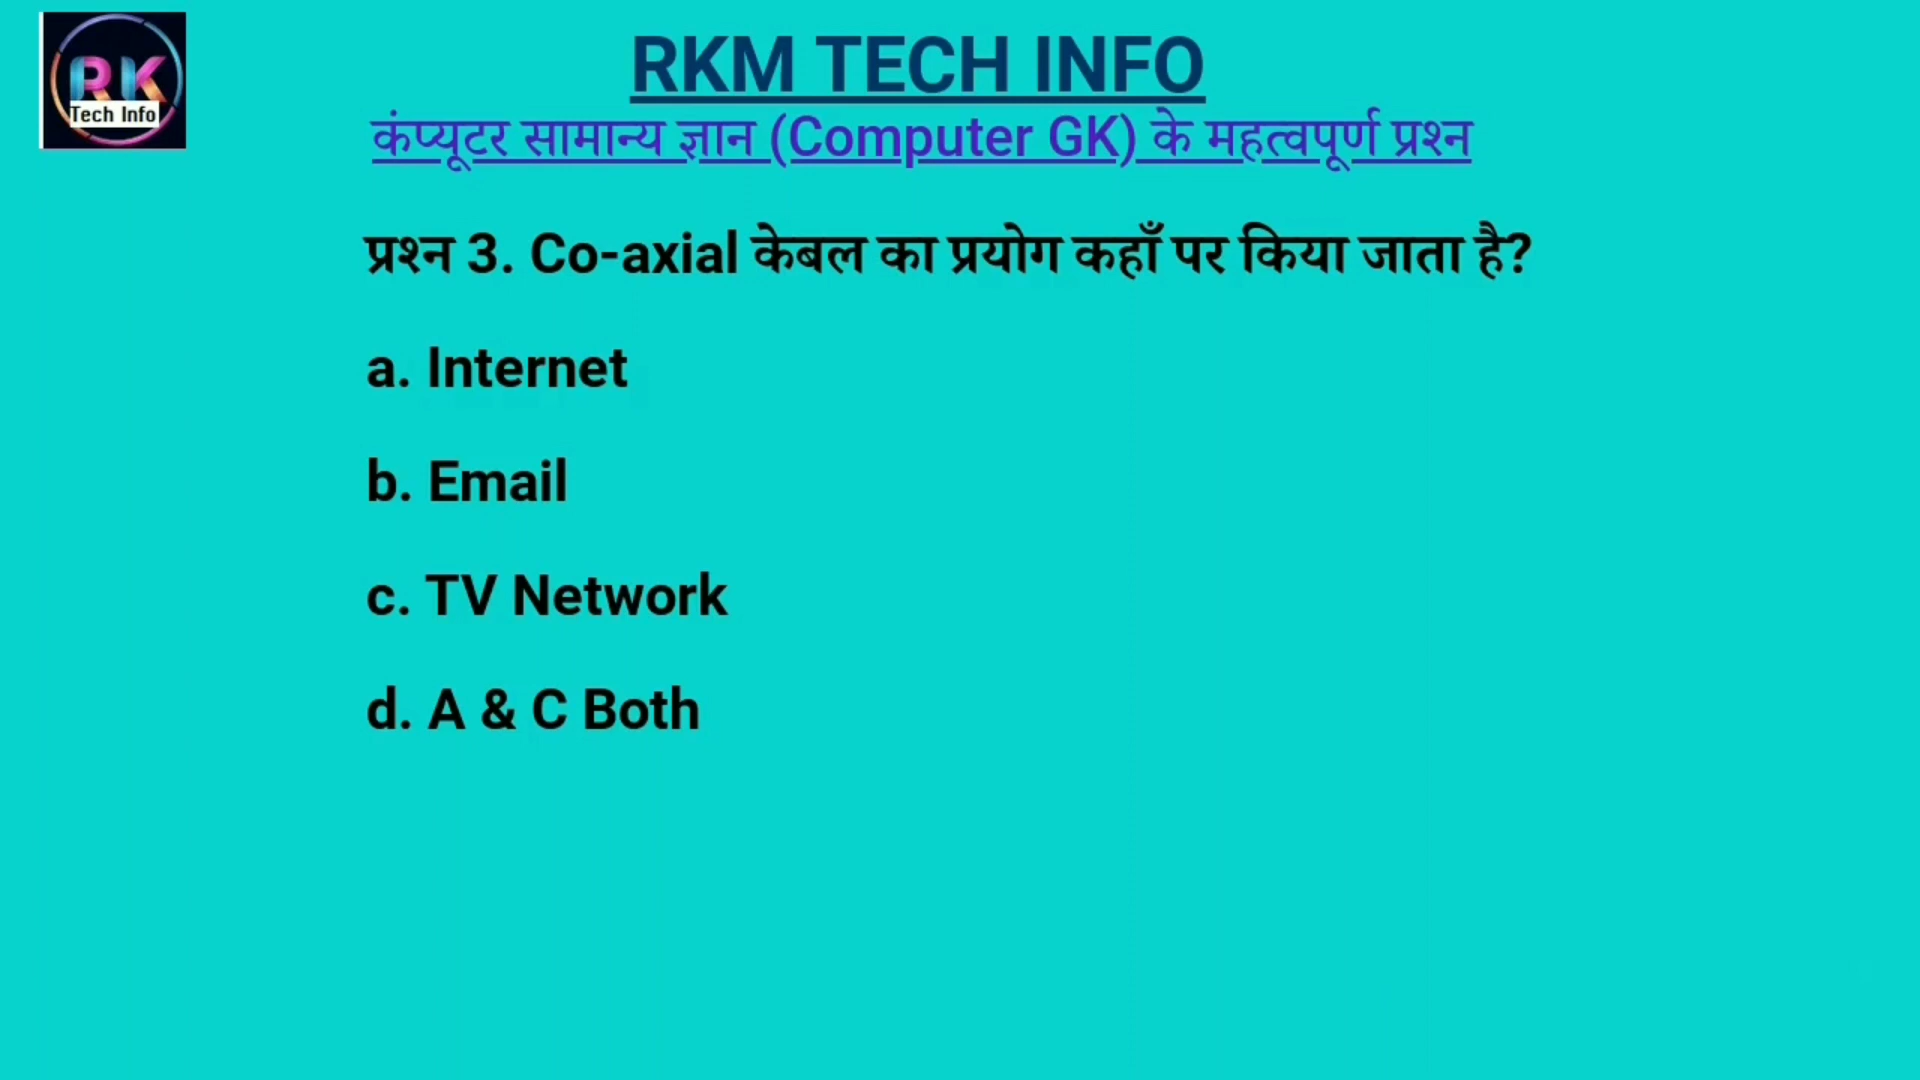 RK
Tech Info
RKM TECH INFO
कंप्यूटर सामान्य ज्ञान (Computer GK) के महत्वपूर्ण प्रश्न
प्रश्न 3. Co-axial केबल का प्रयोग कहाँ पर किया जाता है?
a. Internet
b. Email
c. TV Network
d. A & C Both